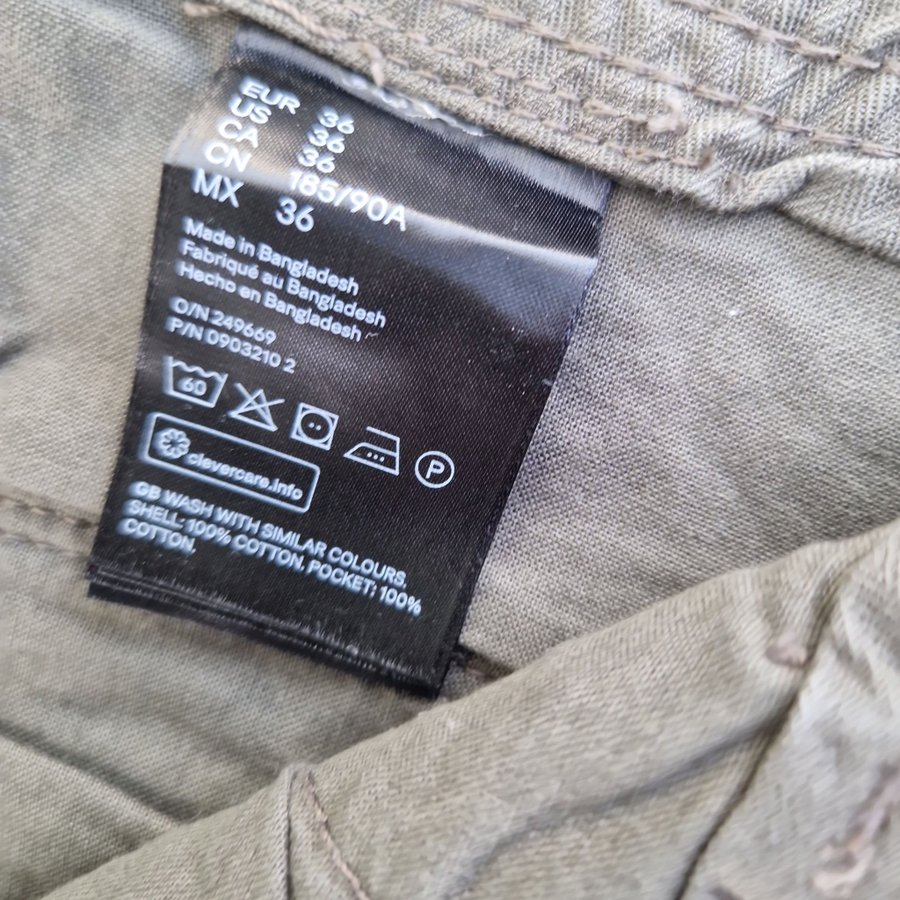 EUR 36
US 36
CA 36
CN 185/90A
MX 36
Made in Bangladesh
Fabriqué au Bangladesh
Hecho en Bangladesh
O/N 249669
P/N 0903210 2
60
P
clevercare.info
GB WASH WITH SIMILAR COLOURS.
SHELL: 100% COTTON. POCKET: 100%
COTTON.